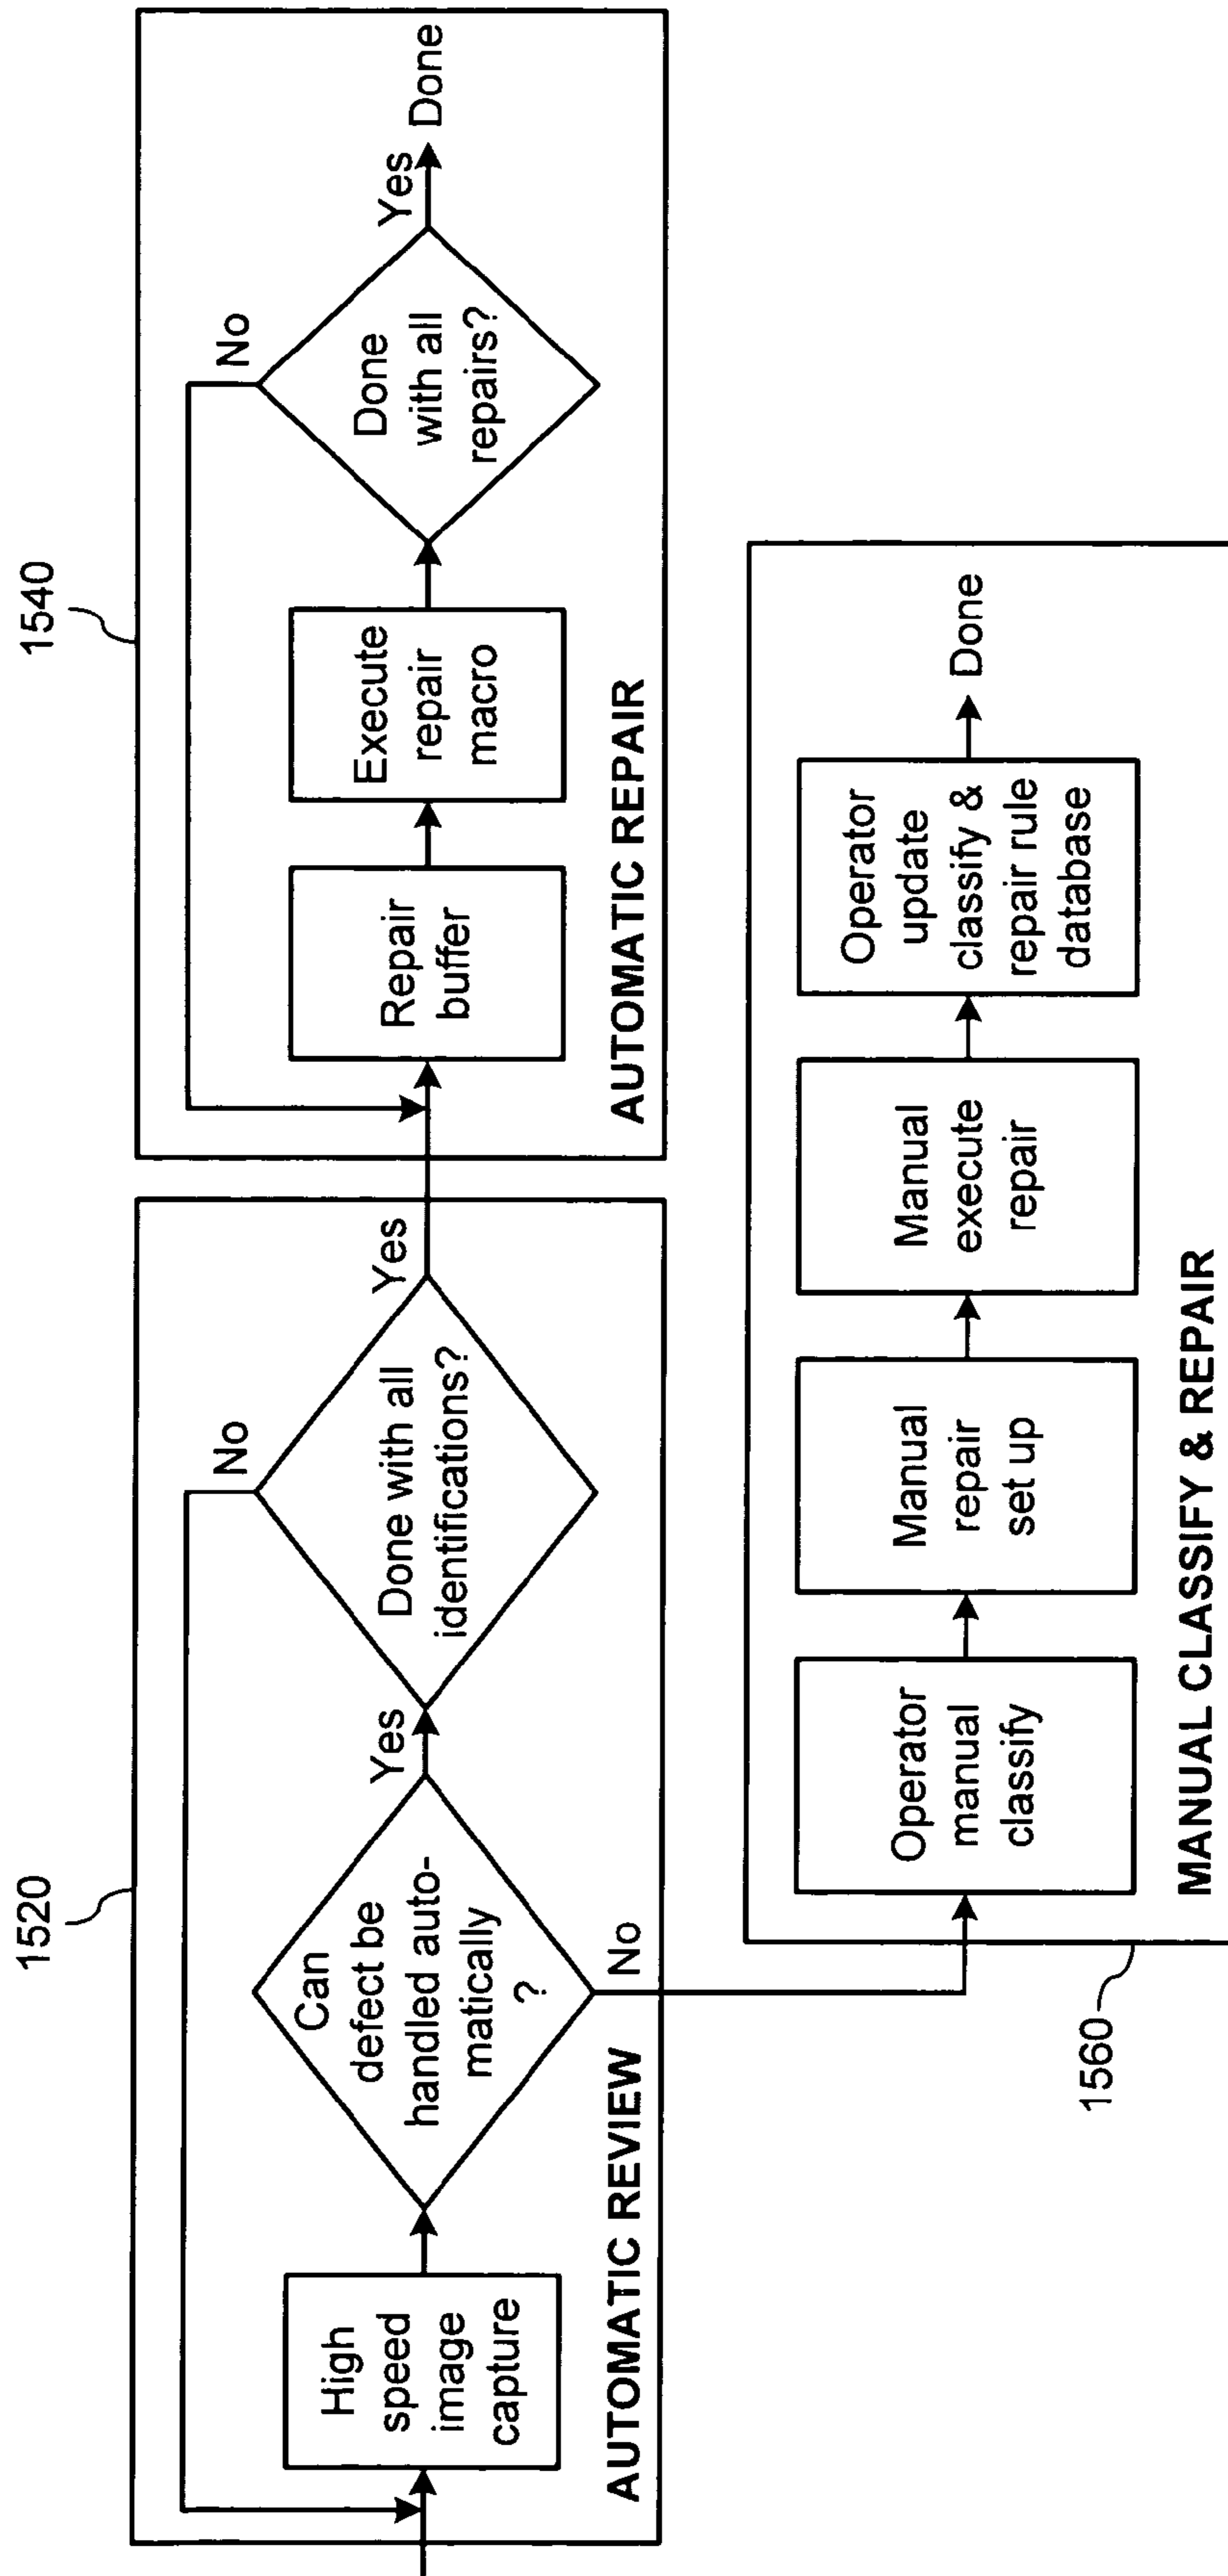 1520
High
speed
image
capture
Can
defect be
handled auto-
matically
?
Yes
No
Done with all
identifications?
No
Yes
AUTOMATIC REVIEW
1540
Repair
buffer
Execute
repair
macro
Done
with all
repairs?
No
Yes
Done
AUTOMATIC REPAIR
1560
Operator
manual
classify
Manual
repair
set up
Manual
execute
repair
Operator
update
classify &
repair rule
database
Done
MANUAL CLASSIFY & REPAIR